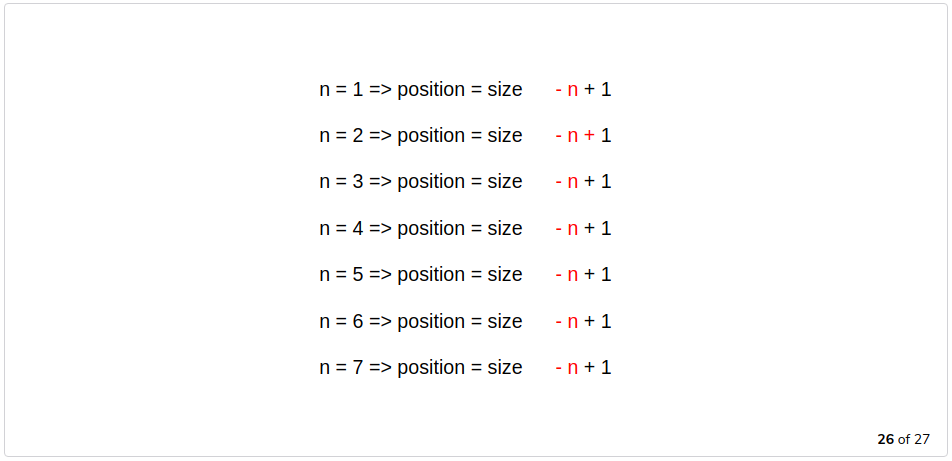 n = 1 => position = size - n + 1
n = 2 => position = size - n + 1
n = 3 => position = size - n + 1
n = 4 => position = size - n + 1
n = 5 => position = size - n + 1
n = 6 => position = size - n + 1
n = 7 => position = size - n + 1
26 of 27